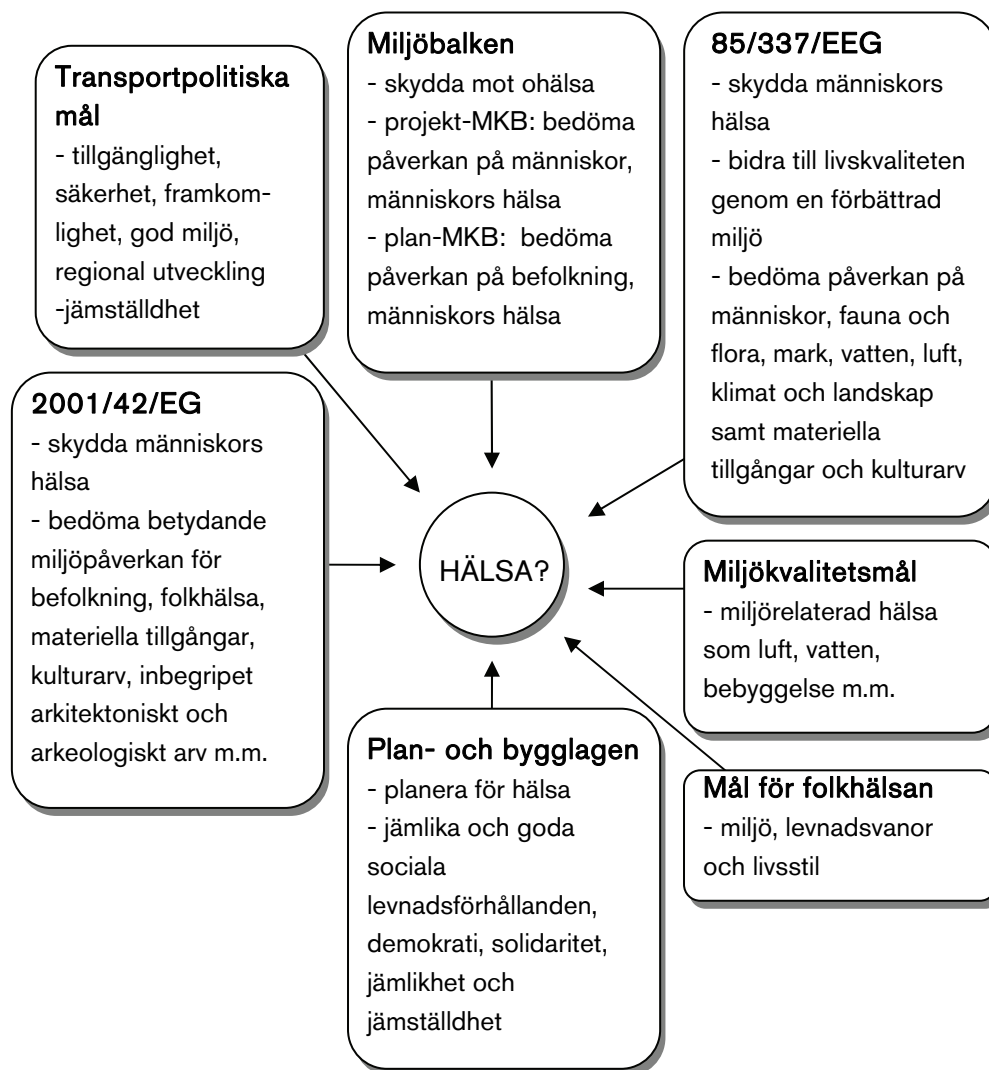 Transportpolitiska
mål
- tillgänglighet,
säkerhet, framkom-
lighet, god miljö,
regional utveckling
-jämställdhet
Miljöbalken
- skydda mot ohälsa
- projekt-MKB: bedöma
påverkan på människor,
människors hälsa
- plan-MKB:  bedöma
påverkan på befolkning,
människors hälsa
85/337/EEG
- skydda människors
hälsa
- bidra till livskvaliteten
genom en förbättrad
miljö
- bedöma påverkan på
människor, fauna och
flora, mark, vatten, luft,
klimat och landskap
samt materiella
tillgångar och kulturarv
2001/42/EG
- skydda människors
hälsa
- bedöma betydande
miljöpåverkan för
befolkning, folkhälsa,
materiella tillgångar,
kulturarv, inbegripet
arkitektoniskt och
arkeologiskt arv m.m.
HÄLSA?
Miljökvalitetsmål
- miljörelaterad hälsa
som luft, vatten,
bebyggelse m.m.
Plan- och bygglagen
- planera för hälsa
- jämlika och goda
sociala
levnadsförhållanden,
demokrati, solidaritet,
jämlikhet och
jämställdhet
Mål för folkhälsan
- miljö, levnadsvanor
och livsstil